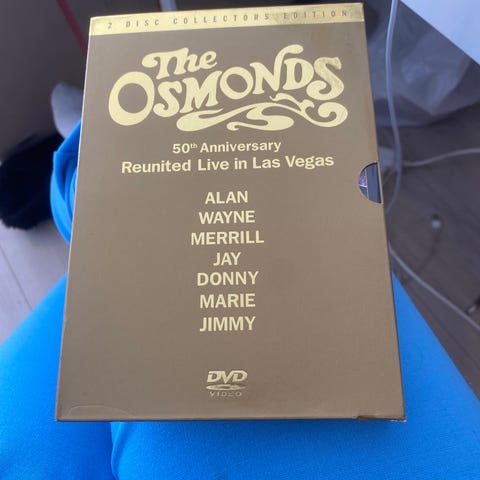 2 DISC COLLECTORS EDITION
The
OSMONDS
50th Anniversary
Reunited Live in Las Vegas
ALAN
WAYNE
MERRILL
JAY
DONNY
MARIE
JIMMY
DVD
VIDEO